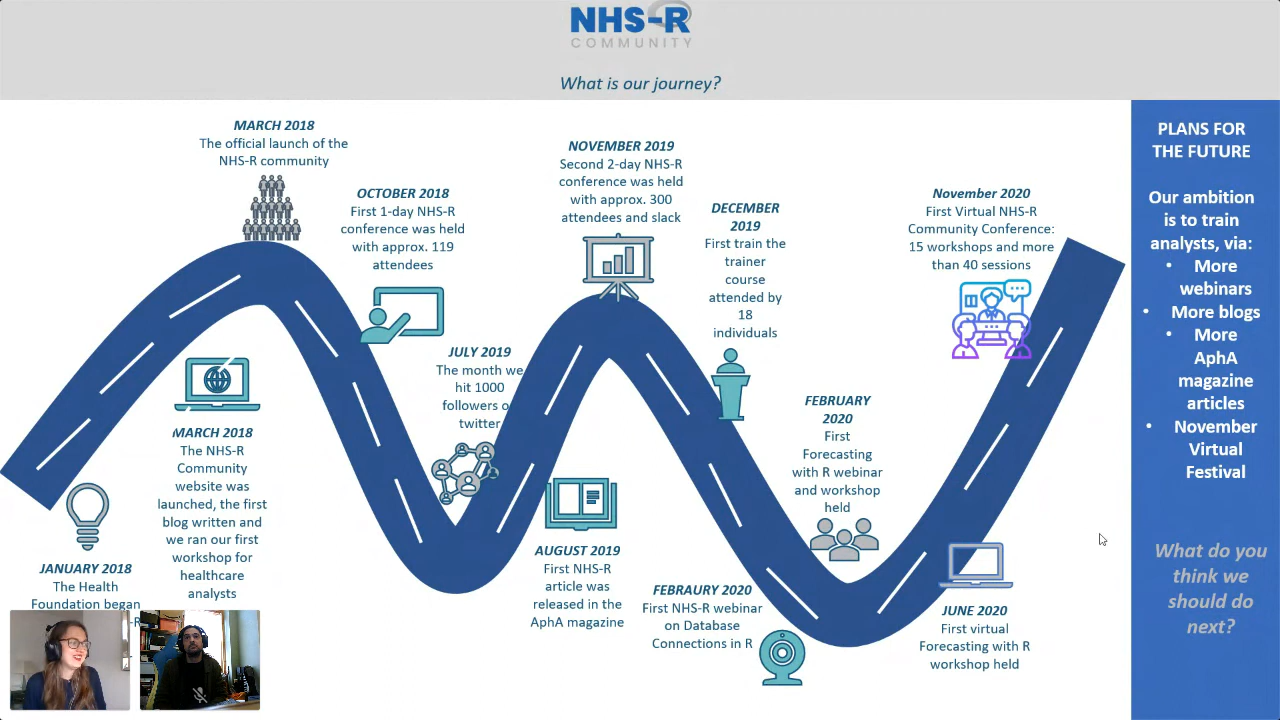 NHS-R
COMMUNITY
What is our journey?
MARCH 2018
The official launch of the
NHS-R community
OCTOBER 2018
First 1-day NHS-R
conference was held
with approx. 119
attendees
NOVEMBER 2019
Second 2-day NHS-R
conference was held
with approx. 300
attendees and slack
DECEMBER
2019
First train the
trainer
course
attended by
18
individuals
November 2020
First Virtual NHS-R
Community Conference:
15 workshops and more
than 40 sessions
JULY 2019
The month we
hit 1000
followers o
twitter
MARCH 2018
The NHS-R
Community
website was
launched, the first
blog written and
we ran our first
workshop for
healthcare
analysts
FEBRUARY
2020
First
Forecasting
with R webinar
and workshop
held
JANUARY 2018
The Health
Foundation began
AUGUST 2019
First NHS-R
article was
released in the
AphA magazine
FEBRAURY 2020
First NHS-R webinar
on Database
Connections in R
JUNE 2020
First virtual
Forecasting with R
workshop held
PLANS FOR
THE FUTURE
Our ambition
is to train
analysts, via:
• More
webinars
• More blogs
• More
AphA
magazine
articles
• November
Virtual
Festival
What do you
think we
should do
next?